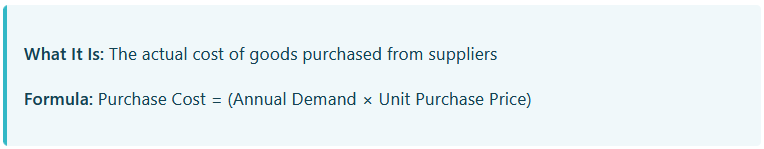 What It Is: The actual cost of goods purchased from suppliers
Formula: Purchase Cost = (Annual Demand × Unit Purchase Price)